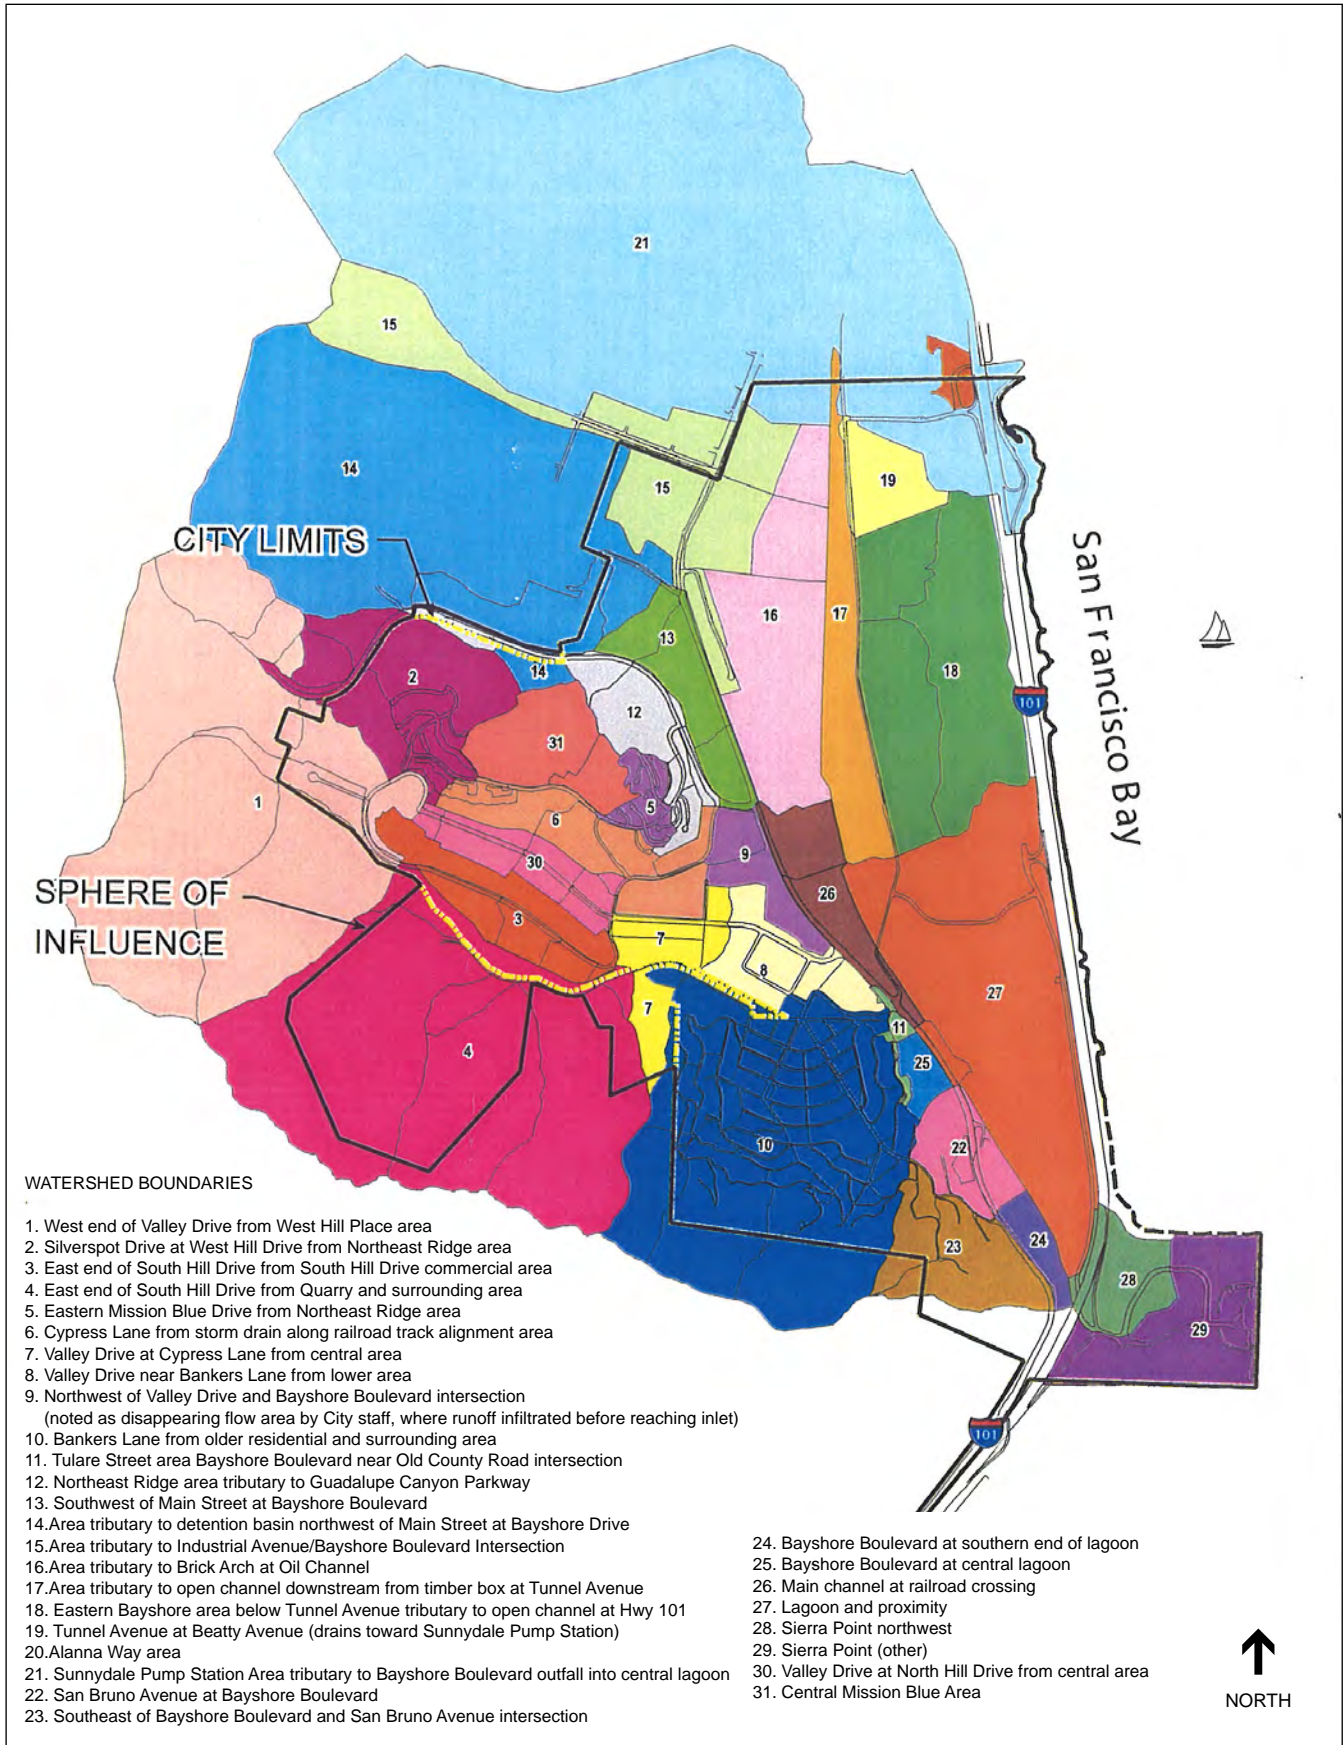 21
15
14
15
19
CITY LIMITS
San Francisco Bay
13
16
17
18
2
14
101
12
31
1
5
6
9
30
26
SPHERE OF
INFLUENCE
3
7
8
27
7
11
4
25
10
22
24
23
28
29
101
WATERSHED BOUNDARIES
1. West end of Valley Drive from West Hill Place area
2. Silverspot Drive at West Hill Drive from Northeast Ridge area
3. East end of South Hill Drive from South Hill Drive commercial area
4. East end of South Hill Drive from Quarry and surrounding area
5. Eastern Mission Blue Drive from Northeast Ridge area
6. Cypress Lane from storm drain along railroad track alignment area
7. Valley Drive at Cypress Lane from central area
8. Valley Drive near Bankers Lane from lower area
9. Northwest of Valley Drive and Bayshore Boulevard intersection
(noted as disappearing flow area by City staff, where runoff infiltrated before reaching inlet)
10. Bankers Lane from older residential and surrounding area
11. Tulare Street area Bayshore Boulevard near Old County Road intersection
12. Northeast Ridge area tributary to Guadalupe Canyon Parkway
13. Southwest of Main Street at Bayshore Boulevard
14.Area tributary to detention basin northwest of Main Street at Bayshore Drive
15.Area tributary to Industrial Avenue/Bayshore Boulevard Intersection
16.Area tributary to Brick Arch at Oil Channel
17.Area tributary to open channel downstream from timber box at Tunnel Avenue
18. Eastern Bayshore area below Tunnel Avenue tributary to open channel at Hwy 101
19. Tunnel Avenue at Beatty Avenue (drains toward Sunnydale Pump Station)
20.Alanna Way area
21. Sunnydale Pump Station Area tributary to Bayshore Boulevard outfall into central lagoon
22. San Bruno Avenue at Bayshore Boulevard
23. Southeast of Bayshore Boulevard and San Bruno Avenue intersection
24. Bayshore Boulevard at southern end of lagoon
25. Bayshore Boulevard at central lagoon
26. Main channel at railroad crossing
27. Lagoon and proximity
28. Sierra Point northwest
29. Sierra Point (other)
30. Valley Drive at North Hill Drive from central area
31. Central Mission Blue Area
NORTH